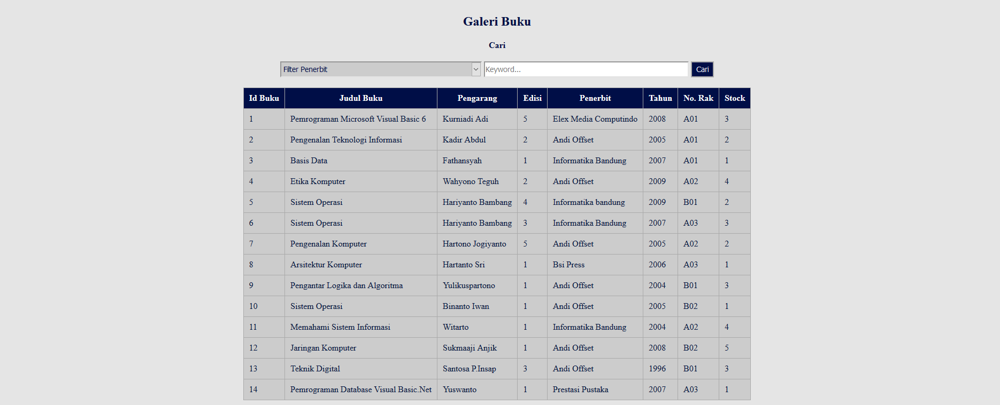 Galeri Buku
Cari
Filter Penerbit Keyword... Cari
Id Buku Judul Buku Pengarang Edisi Penerbit Tahun No. Rak Stock
1 Pemrograman Microsoft Visual Basic 6 Kurniadi Adi 5 Elex Media Computindo 2008 A01 3
2 Pengenalan Teknologi Informasi Kadir Abdul 2 Andi Offset 2005 A01 2
3 Basis Data Fathansyah 1 Informatika Bandung 2007 A01 1
4 Etika Komputer Wahyono Teguh 2 Andi Offset 2009 A02 4
5 Sistem Operasi Hariyanto Bambang 4 Informatika bandung 2009 B01 2
6 Sistem Operasi Hariyanto Bambang 3 Informatika Bandung 2007 A03 3
7 Pengenalan Komputer Hartono Jogiyanto 5 Andi Offset 2005 A02 2
8 Arsitektur Komputer Hartanto Sri 1 Bsi Press 2006 A03 1
9 Pengantar Logika dan Algoritma Yulikuspartono 1 Andi Offset 2004 B01 3
10 Sistem Operasi Binanto Iwan 1 Andi Offset 2005 B02 1
11 Memahami Sistem Informasi Witarto 1 Informatika Bandung 2004 A02 4
12 Jaringan Komputer Sukmaaji Anjik 1 Andi Offset 2008 B02 5
13 Teknik Digital Santosa P.Insap 3 Andi Offset 1996 B01 3
14 Pemrograman Database Visual Basic.Net Yuswanto 1 Prestasi Pustaka 2007 A03 1